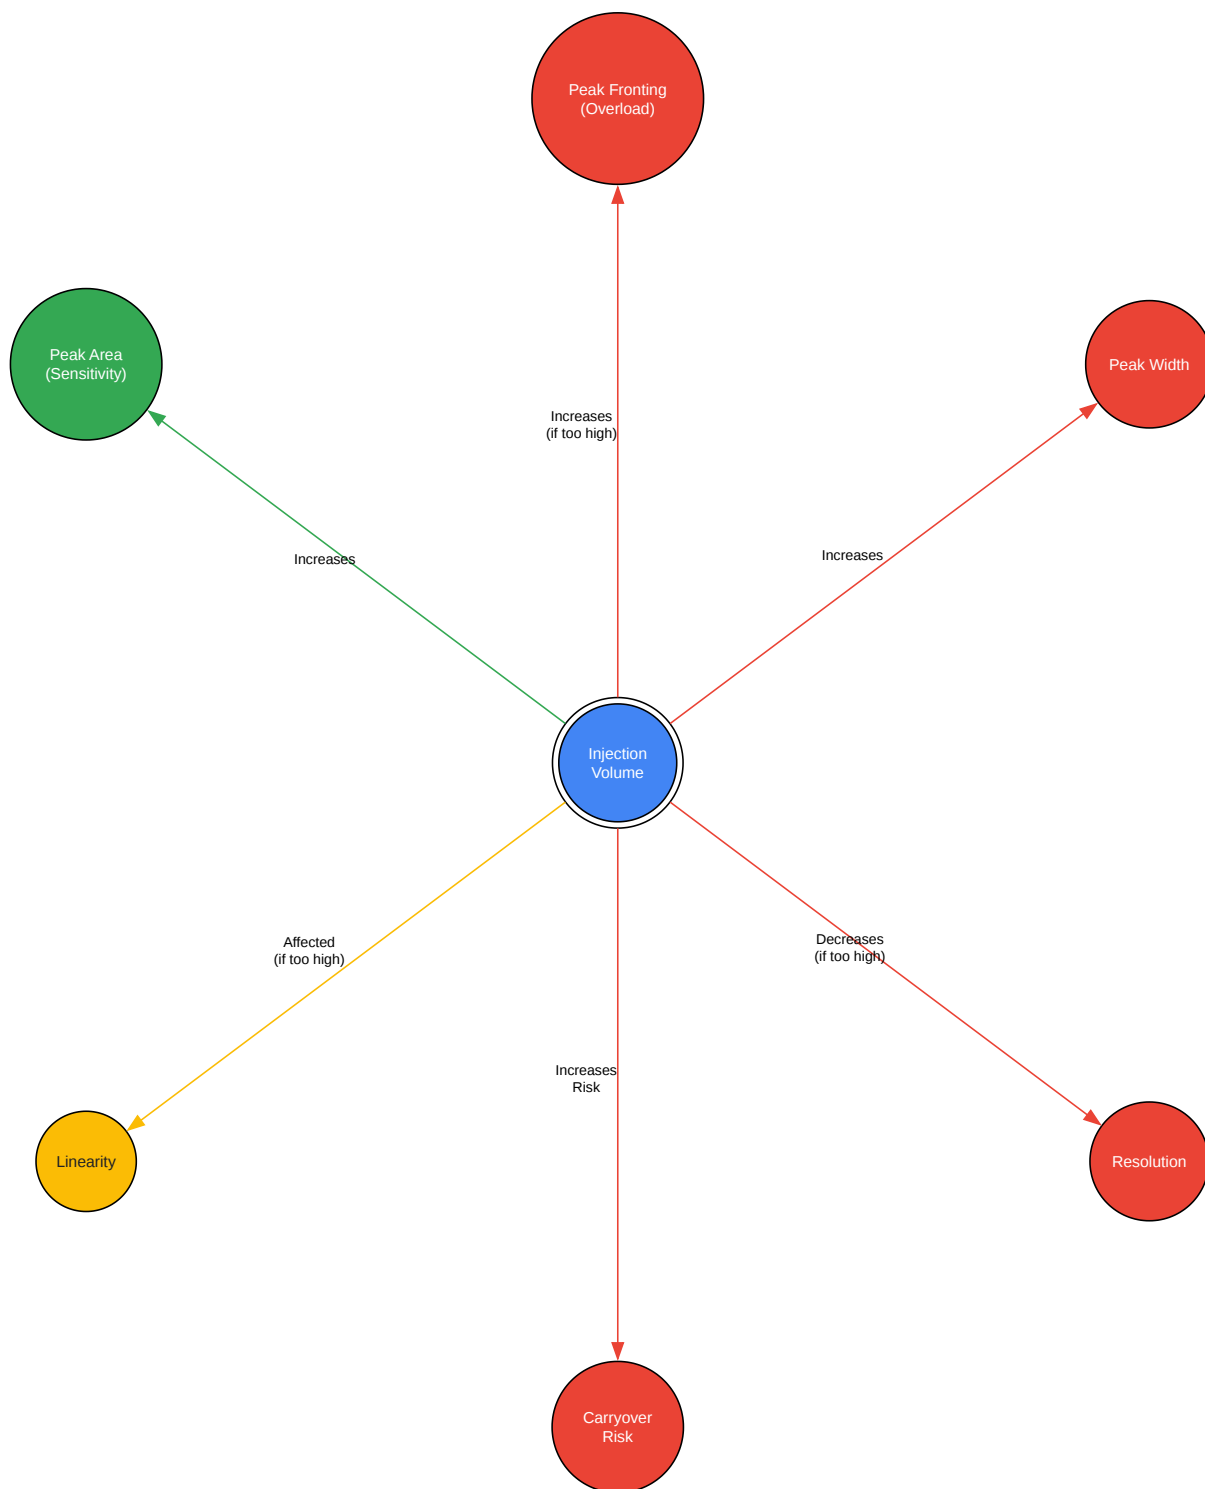 Peak Fronting
(Overload)
Peak Area
(Sensitivity)
Peak Width
Increases
(if too high)
Increases
Increases
Injection
Volume
Affected
(if too high)
Decreases
(if too high)
Increases
Risk
Linearity
Resolution
Carryover
Risk